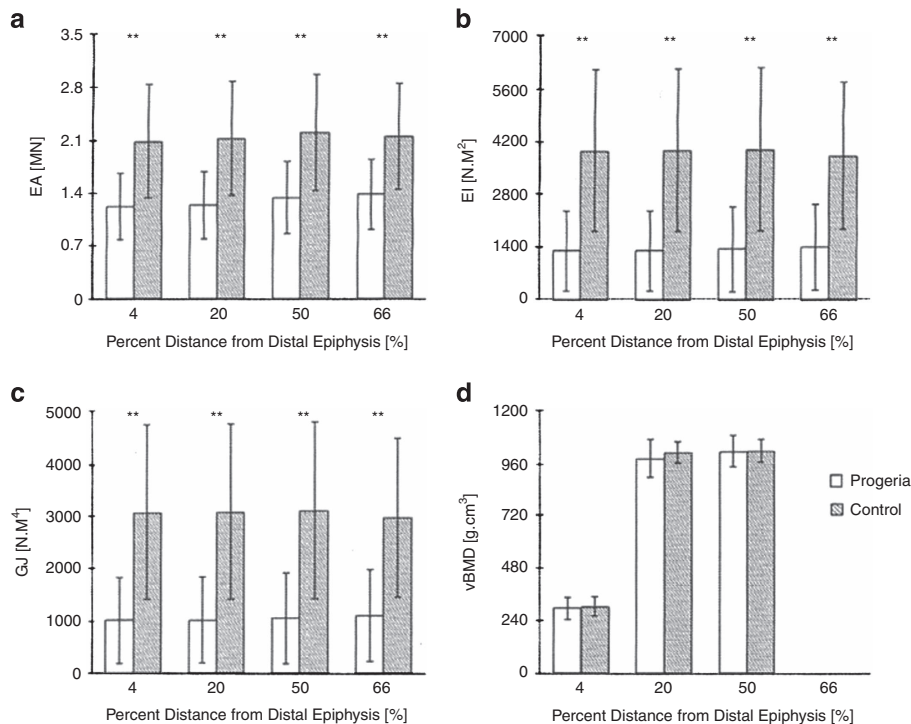 a
3.5
2.8
2.1
1.4
0.7
0
EA [MN]
** ** ** **
4 20 50 66
Percent Distance from Distal Epiphysis [%]
b
7000
5600
4200
2800
1400
0
EI [N.M²]
** ** ** **
4 20 50 66
Percent Distance from Distal Epiphysis [%]
c
5000
4000
3000
2000
1000
0
GJ [N.M⁴]
** ** ** **
4 20 50 66
Percent Distance from Distal Epiphysis [%]
d
1200
960
720
480
240
0
vBMD [g.cm³]
4 20 50 66
Percent Distance from Distal Epiphysis [%]
Progeria
Control